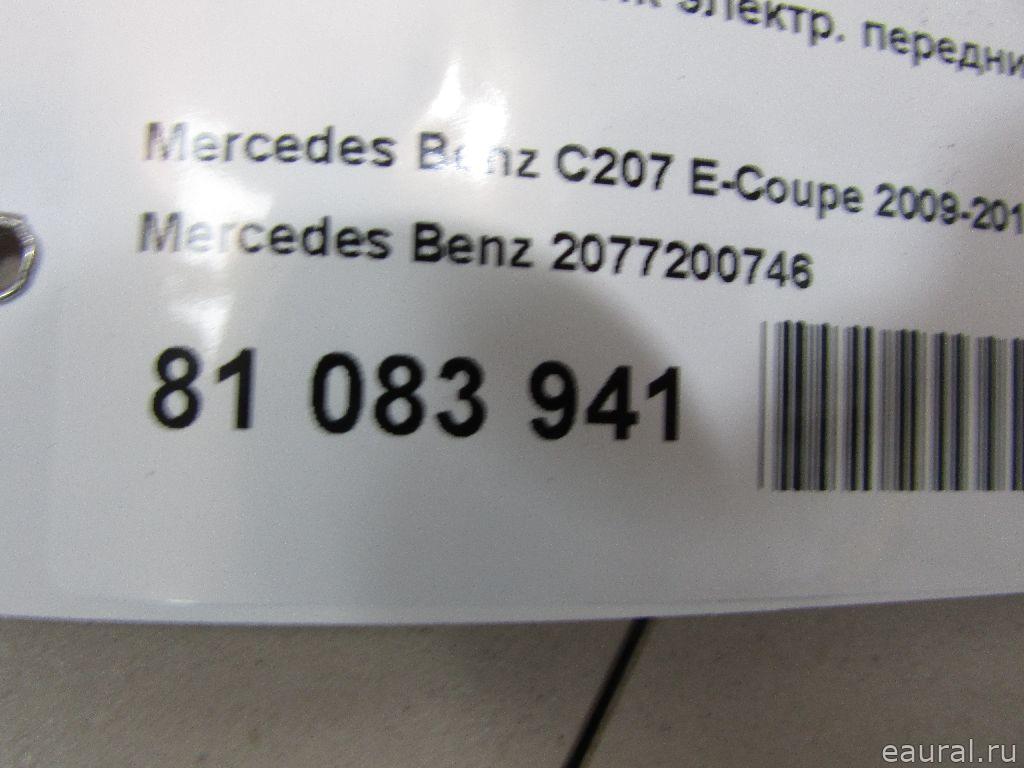 электр. передни
Mercedes Benz C207 E-Coupe 2009-201
Mercedes Benz 2077200746
81 083 941
eaural.ru